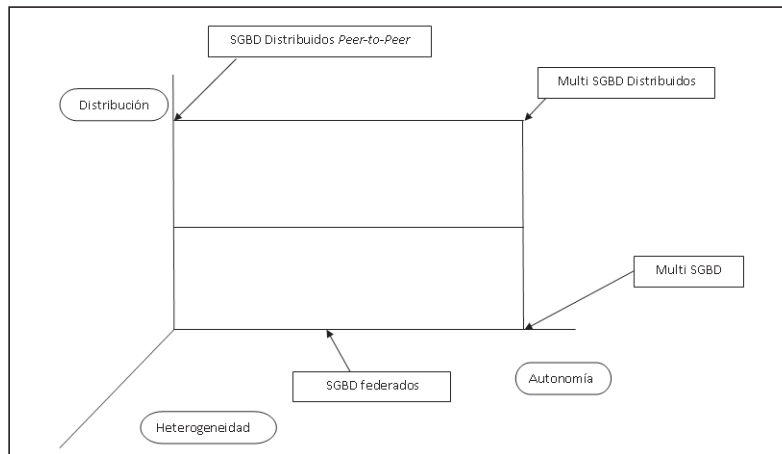 SGBD Distribuidos Peer-to-Peer
Multi SGBD Distribuidos
Distribución
Multi SGBD
SGBD federados
Autonomía
Heterogeneidad